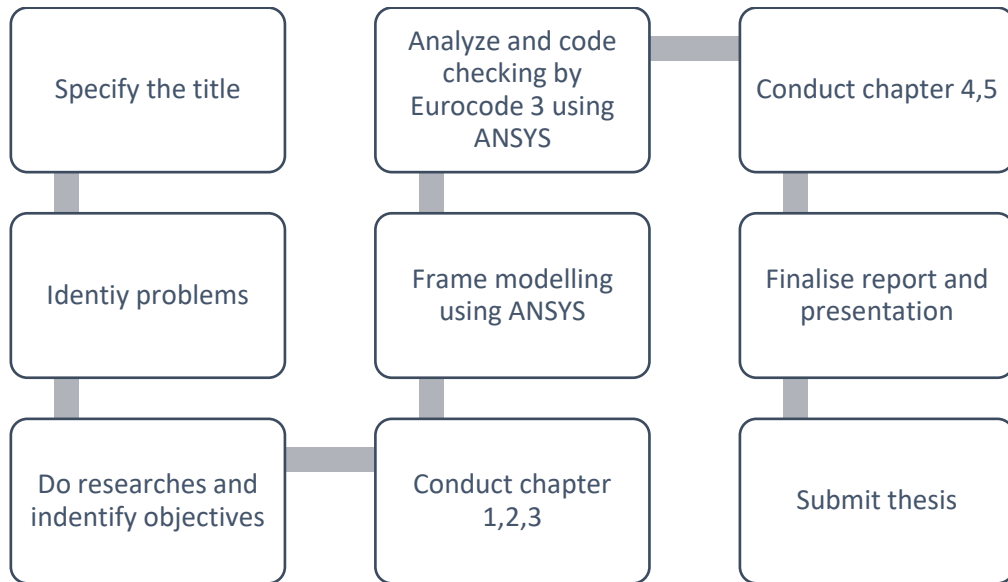 Specify the title
Identiy problems
Do researches and
indentify objectives
Conduct chapter
1,2,3
Frame modelling
using ANSYS
Analyze and code
checking by
Eurocode 3 using
ANSYS
Conduct chapter 4,5
Finalise report and
presentation
Submit thesis